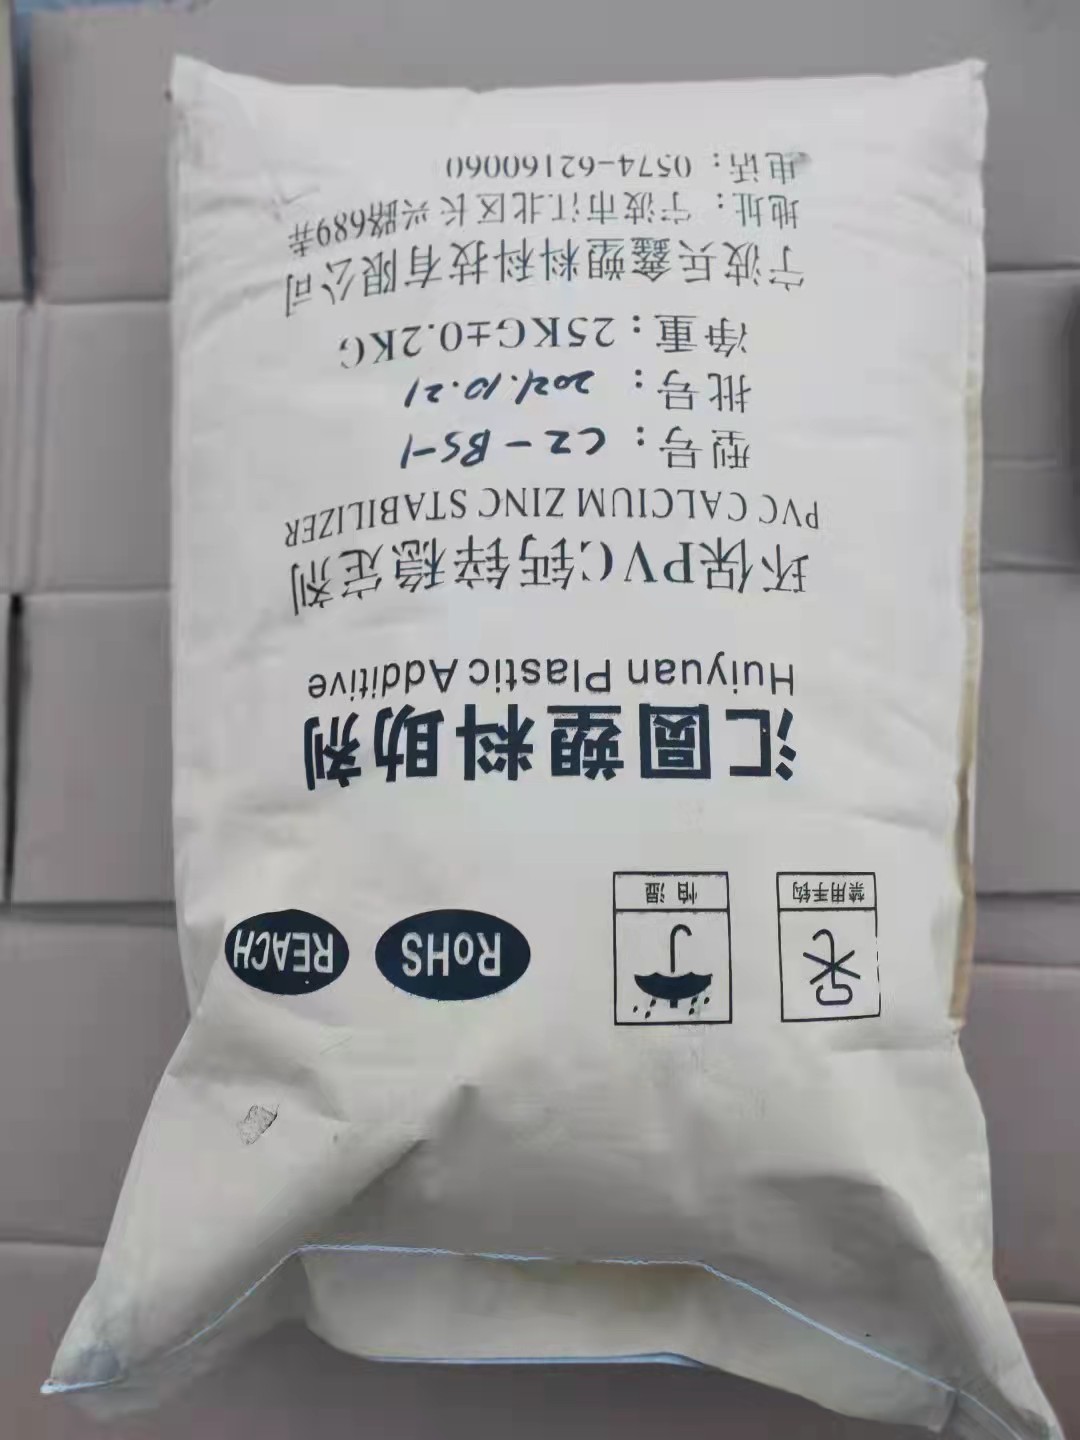 禁用手钩
怕湿
RoHS
REACH
汇圆塑料助剂
Huiyuan Plastic Additive
环保PVC钙锌稳定剂
PVC CALCIUM ZINC STABILIZER
型号：CZ-BS-1
批号：2021.10.21
净重：25KG±0.2KG
宁波兵鑫塑料科技有限公司
地址：宁波市江北区长兴路689弄
电话：0574-62160060